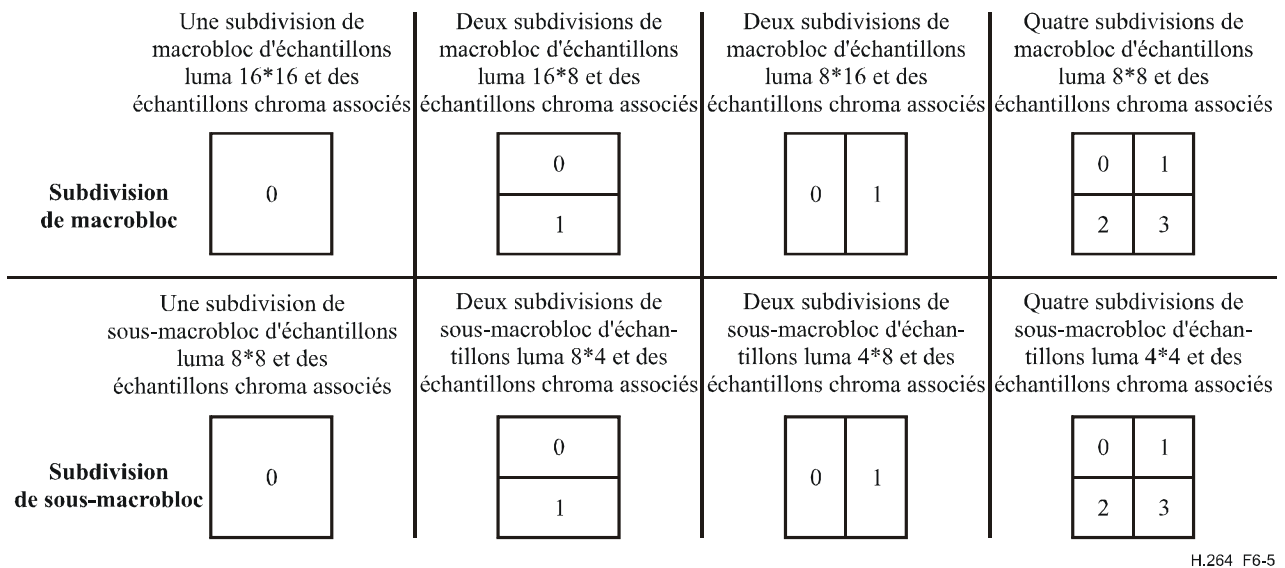 Une subdivision de
macrobloc d'échantillons
luma 16*16 et des
échantillons chroma associés
Deux subdivisions de
macrobloc d'échantillons
luma 16*8 et des
échantillons chroma associés
Deux subdivisions de
macrobloc d'échantillons
luma 8*16 et des
échantillons chroma associés
Quatre subdivisions de
macrobloc d'échantillons
luma 8*8 et des
échantillons chroma associés
Subdivision
de macrobloc
0
0
1
0 1
0 1
2 3
Une subdivision de
sous-macrobloc d'échantillons
luma 8*8 et des
échantillons chroma associés
Deux subdivisions de
sous-macrobloc d'échan-
tillons luma 8*4 et des
échantillons chroma associés
Deux subdivisions de
sous-macrobloc d'échan-
tillons luma 4*8 et des
échantillons chroma associés
Quatre subdivisions de
sous-macrobloc d'échan-
tillons luma 4*4 et des
échantillons chroma associés
Subdivision
de sous-macrobloc
0
0
1
0 1
0 1
2 3
H.264_F6-5